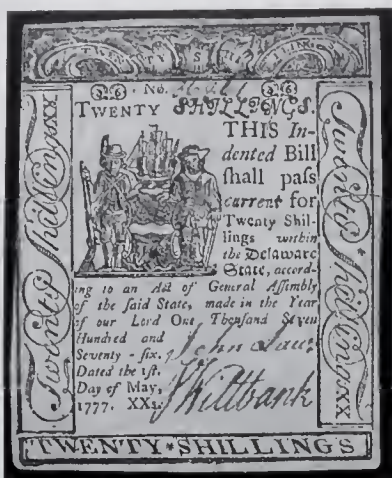 TWENTY SHILLINGS
No.
TWENTY SHILLINGS.
THIS In-
dented Bill
ſhall paſs
current for
Twenty Shil-
lings within
the Delaware
State, accord-
ing to an Act of General Aſſembly
of the ſaid State, made in the Year
of our Lord One Thouſand Seven
Hundred and
Seventy-ſix.
Dated the 1ſt.
Day of May,
1777. XXs.
John
J Wiltbank
Twenty Shillings XX
Twenty Shillings XX
TWENTY*SHILLINGS